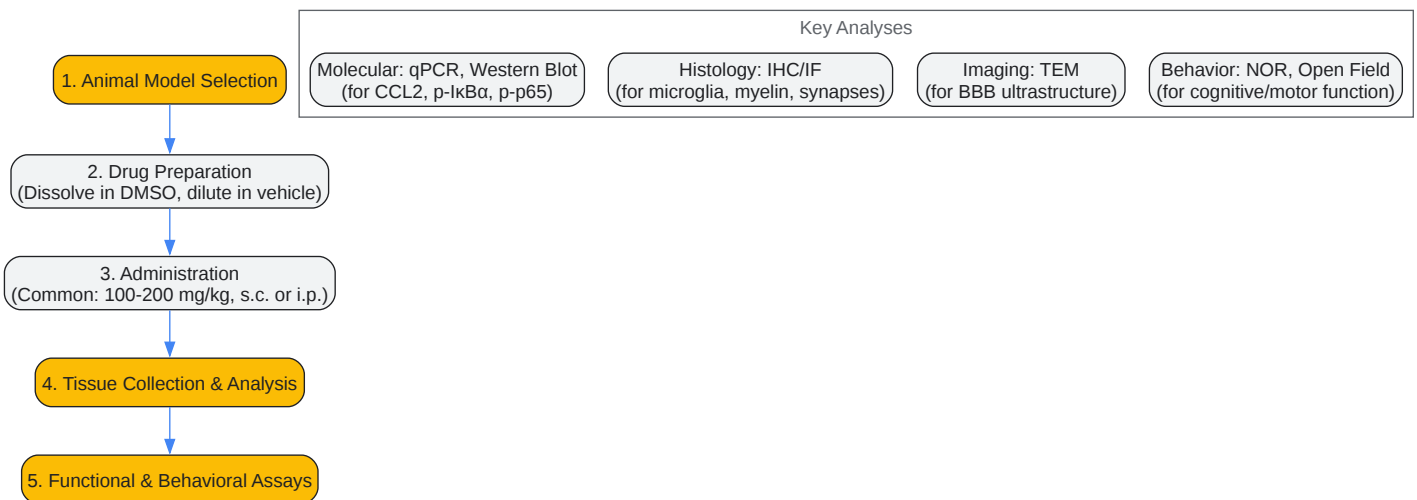 Key Analyses
1. Animal Model Selection
Molecular: qPCR, Western Blot
(for CCL2, p-IκBα, p-p65)
Histology: IHC/IF
(for microglia, myelin, synapses)
Imaging: TEM
(for BBB ultrastructure)
Behavior: NOR, Open Field
(for cognitive/motor function)
2. Drug Preparation
(Dissolve in DMSO, dilute in vehicle)
3. Administration
(Common: 100-200 mg/kg, s.c. or i.p.)
4. Tissue Collection & Analysis
5. Functional & Behavioral Assays